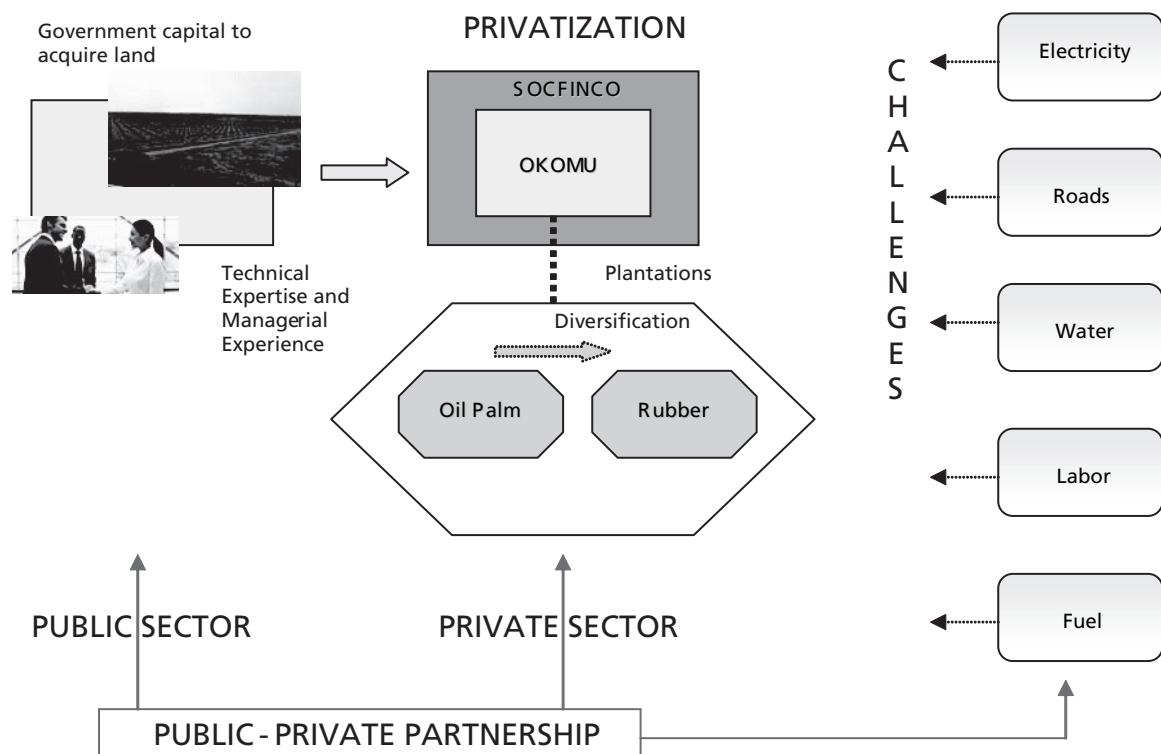 Government capital to
acquire land
PRIVATIZATION
SOCFINCO
OKOMU
Technical
Expertise and
Managerial
Experience
Plantations
Diversification
Oil Palm
Rubber
CHALLENGES
Electricity
Roads
Water
Labor
Fuel
PUBLIC SECTOR
PRIVATE SECTOR
PUBLIC-PRIVATE PARTNERSHIP